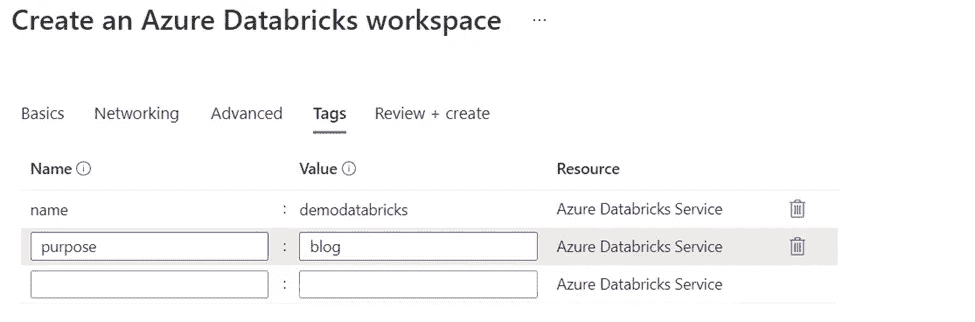 Create an Azure Databricks workspace ...
Basics Networking Advanced Tags Review + create
Name Value Resource
name : demodatabricks Azure Databricks Service
purpose : blog Azure Databricks Service
: Azure Databricks Service